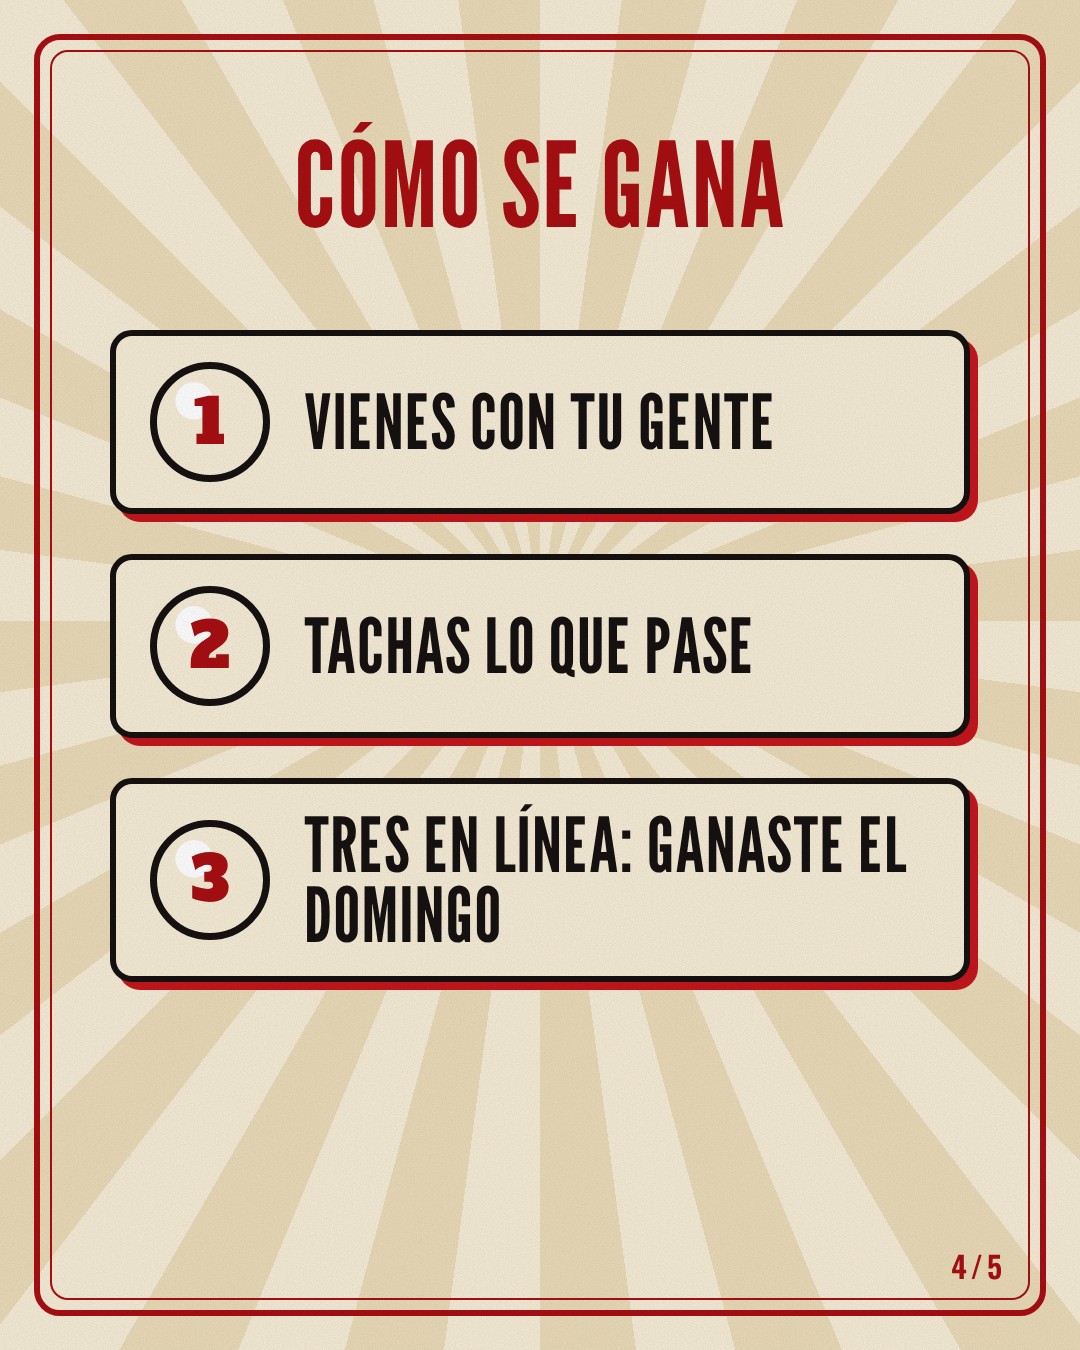 CÓMO SE GANA
1
VIENES CON TU GENTE
2
TACHAS LO QUE PASE
3
TRES EN LÍNEA: GANASTE EL
DOMINGO
4/5